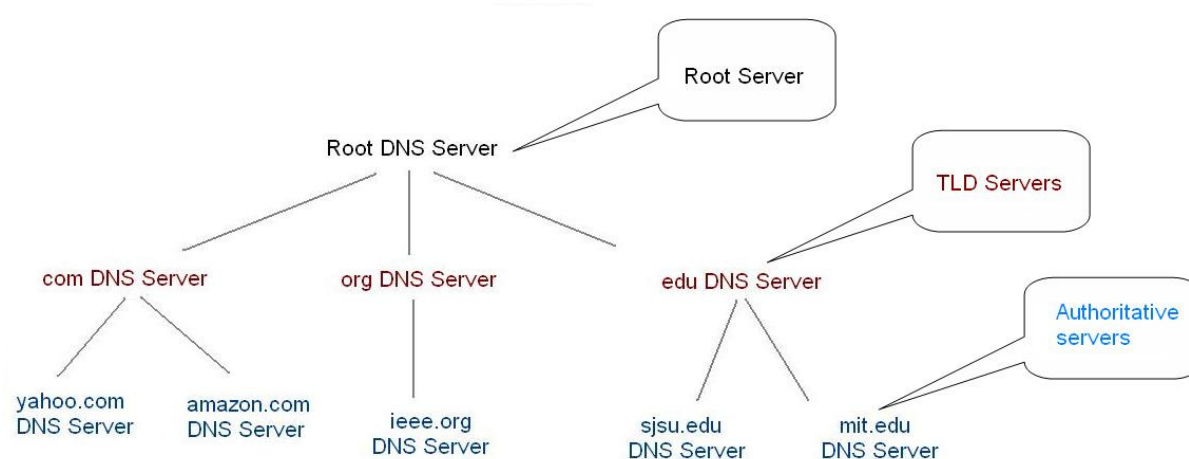 Root Server
Root DNS Server
TLD Servers
com DNS Server
org DNS Server
edu DNS Server
Authoritative
servers
yahoo.com
DNS Server
amazon.com
DNS Server
ieee.org
DNS Server
sjsu.edu
DNS Server
mit.edu
DNS Server